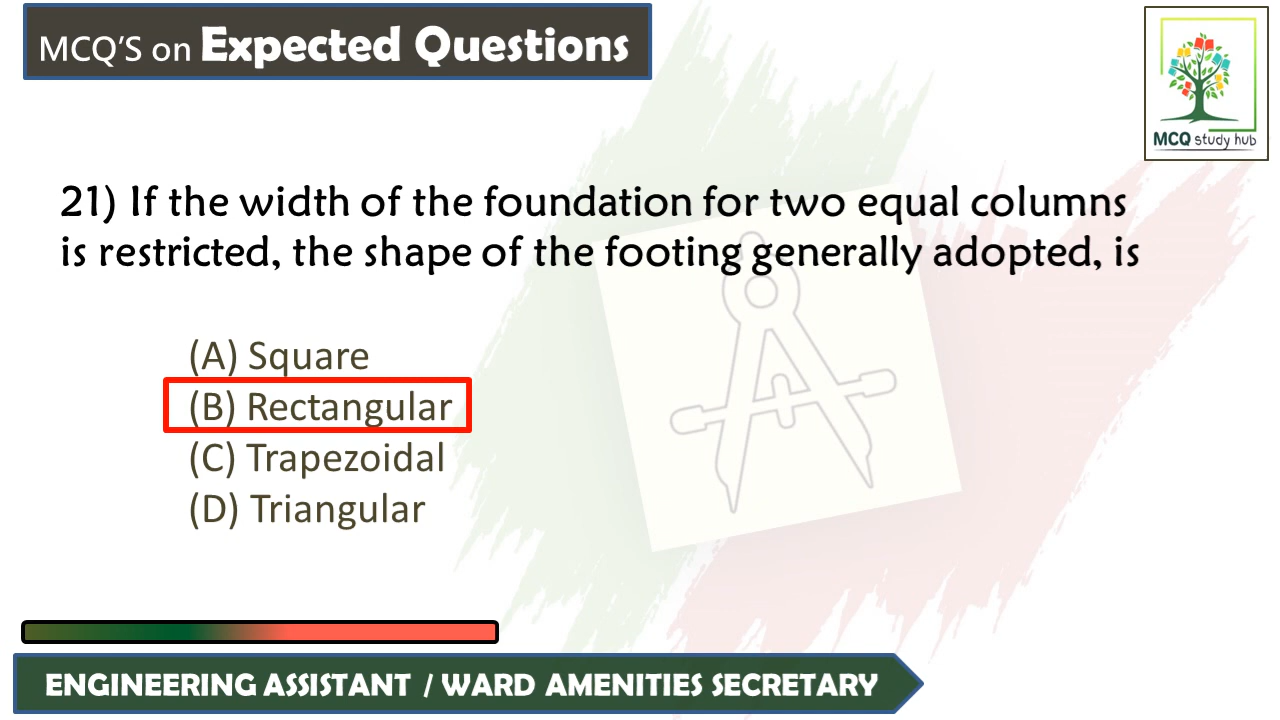 MCQ'S on Expected Questions
MCQ study hub
21) If the width of the foundation for two equal columns
is restricted, the shape of the footing generally adopted, is
(A) Square
(B) Rectangular
(C) Trapezoidal
(D) Triangular
ENGINEERING ASSISTANT / WARD AMENITIES SECRETARY